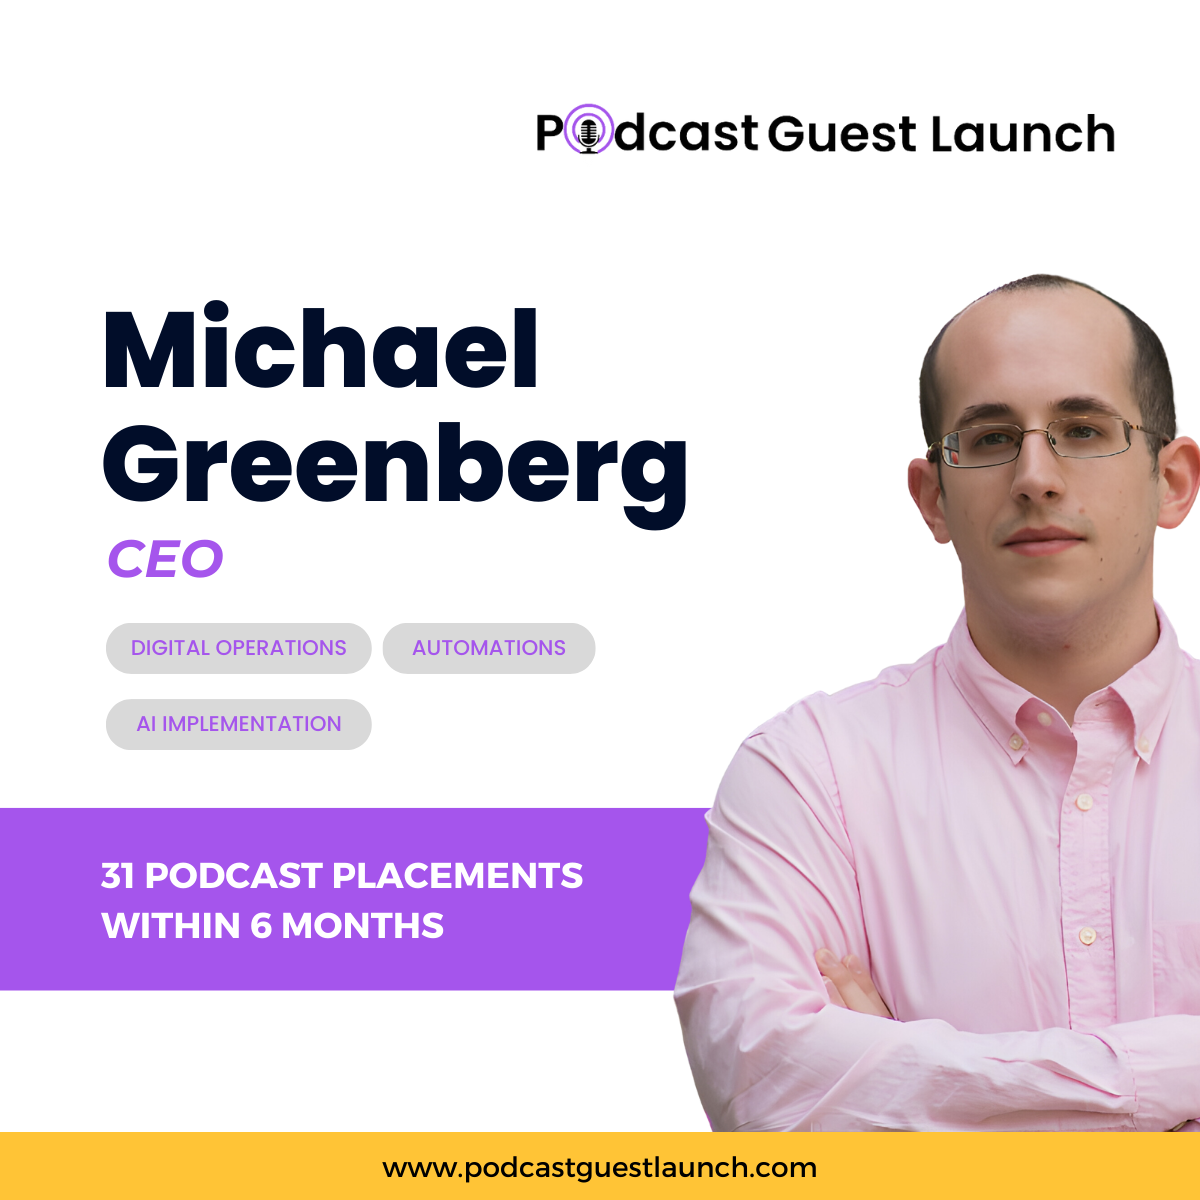 Podcast Guest Launch
Michael
Greenberg
CEO
DIGITAL OPERATIONS
AUTOMATIONS
AI IMPLEMENTATION
31 PODCAST PLACEMENTS
WITHIN 6 MONTHS
www.podcastguestlaunch.com